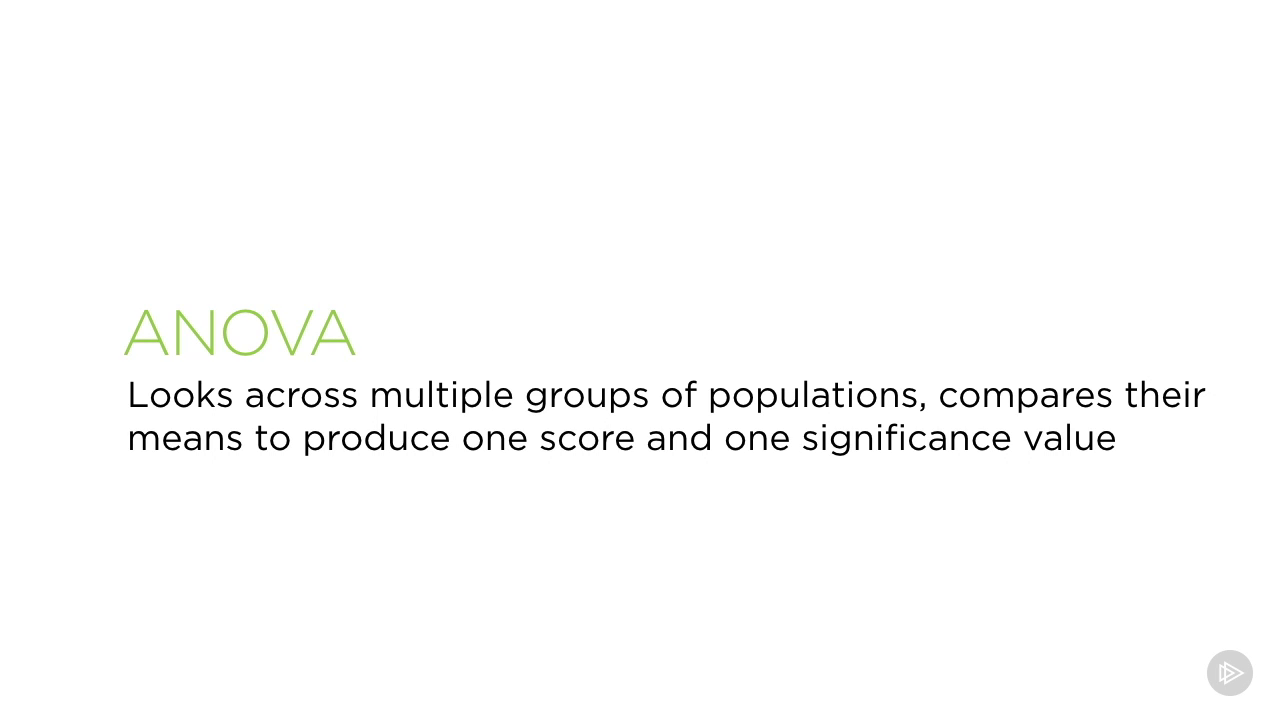 ANOVA
Looks across multiple groups of populations, compares their
means to produce one score and one significance value